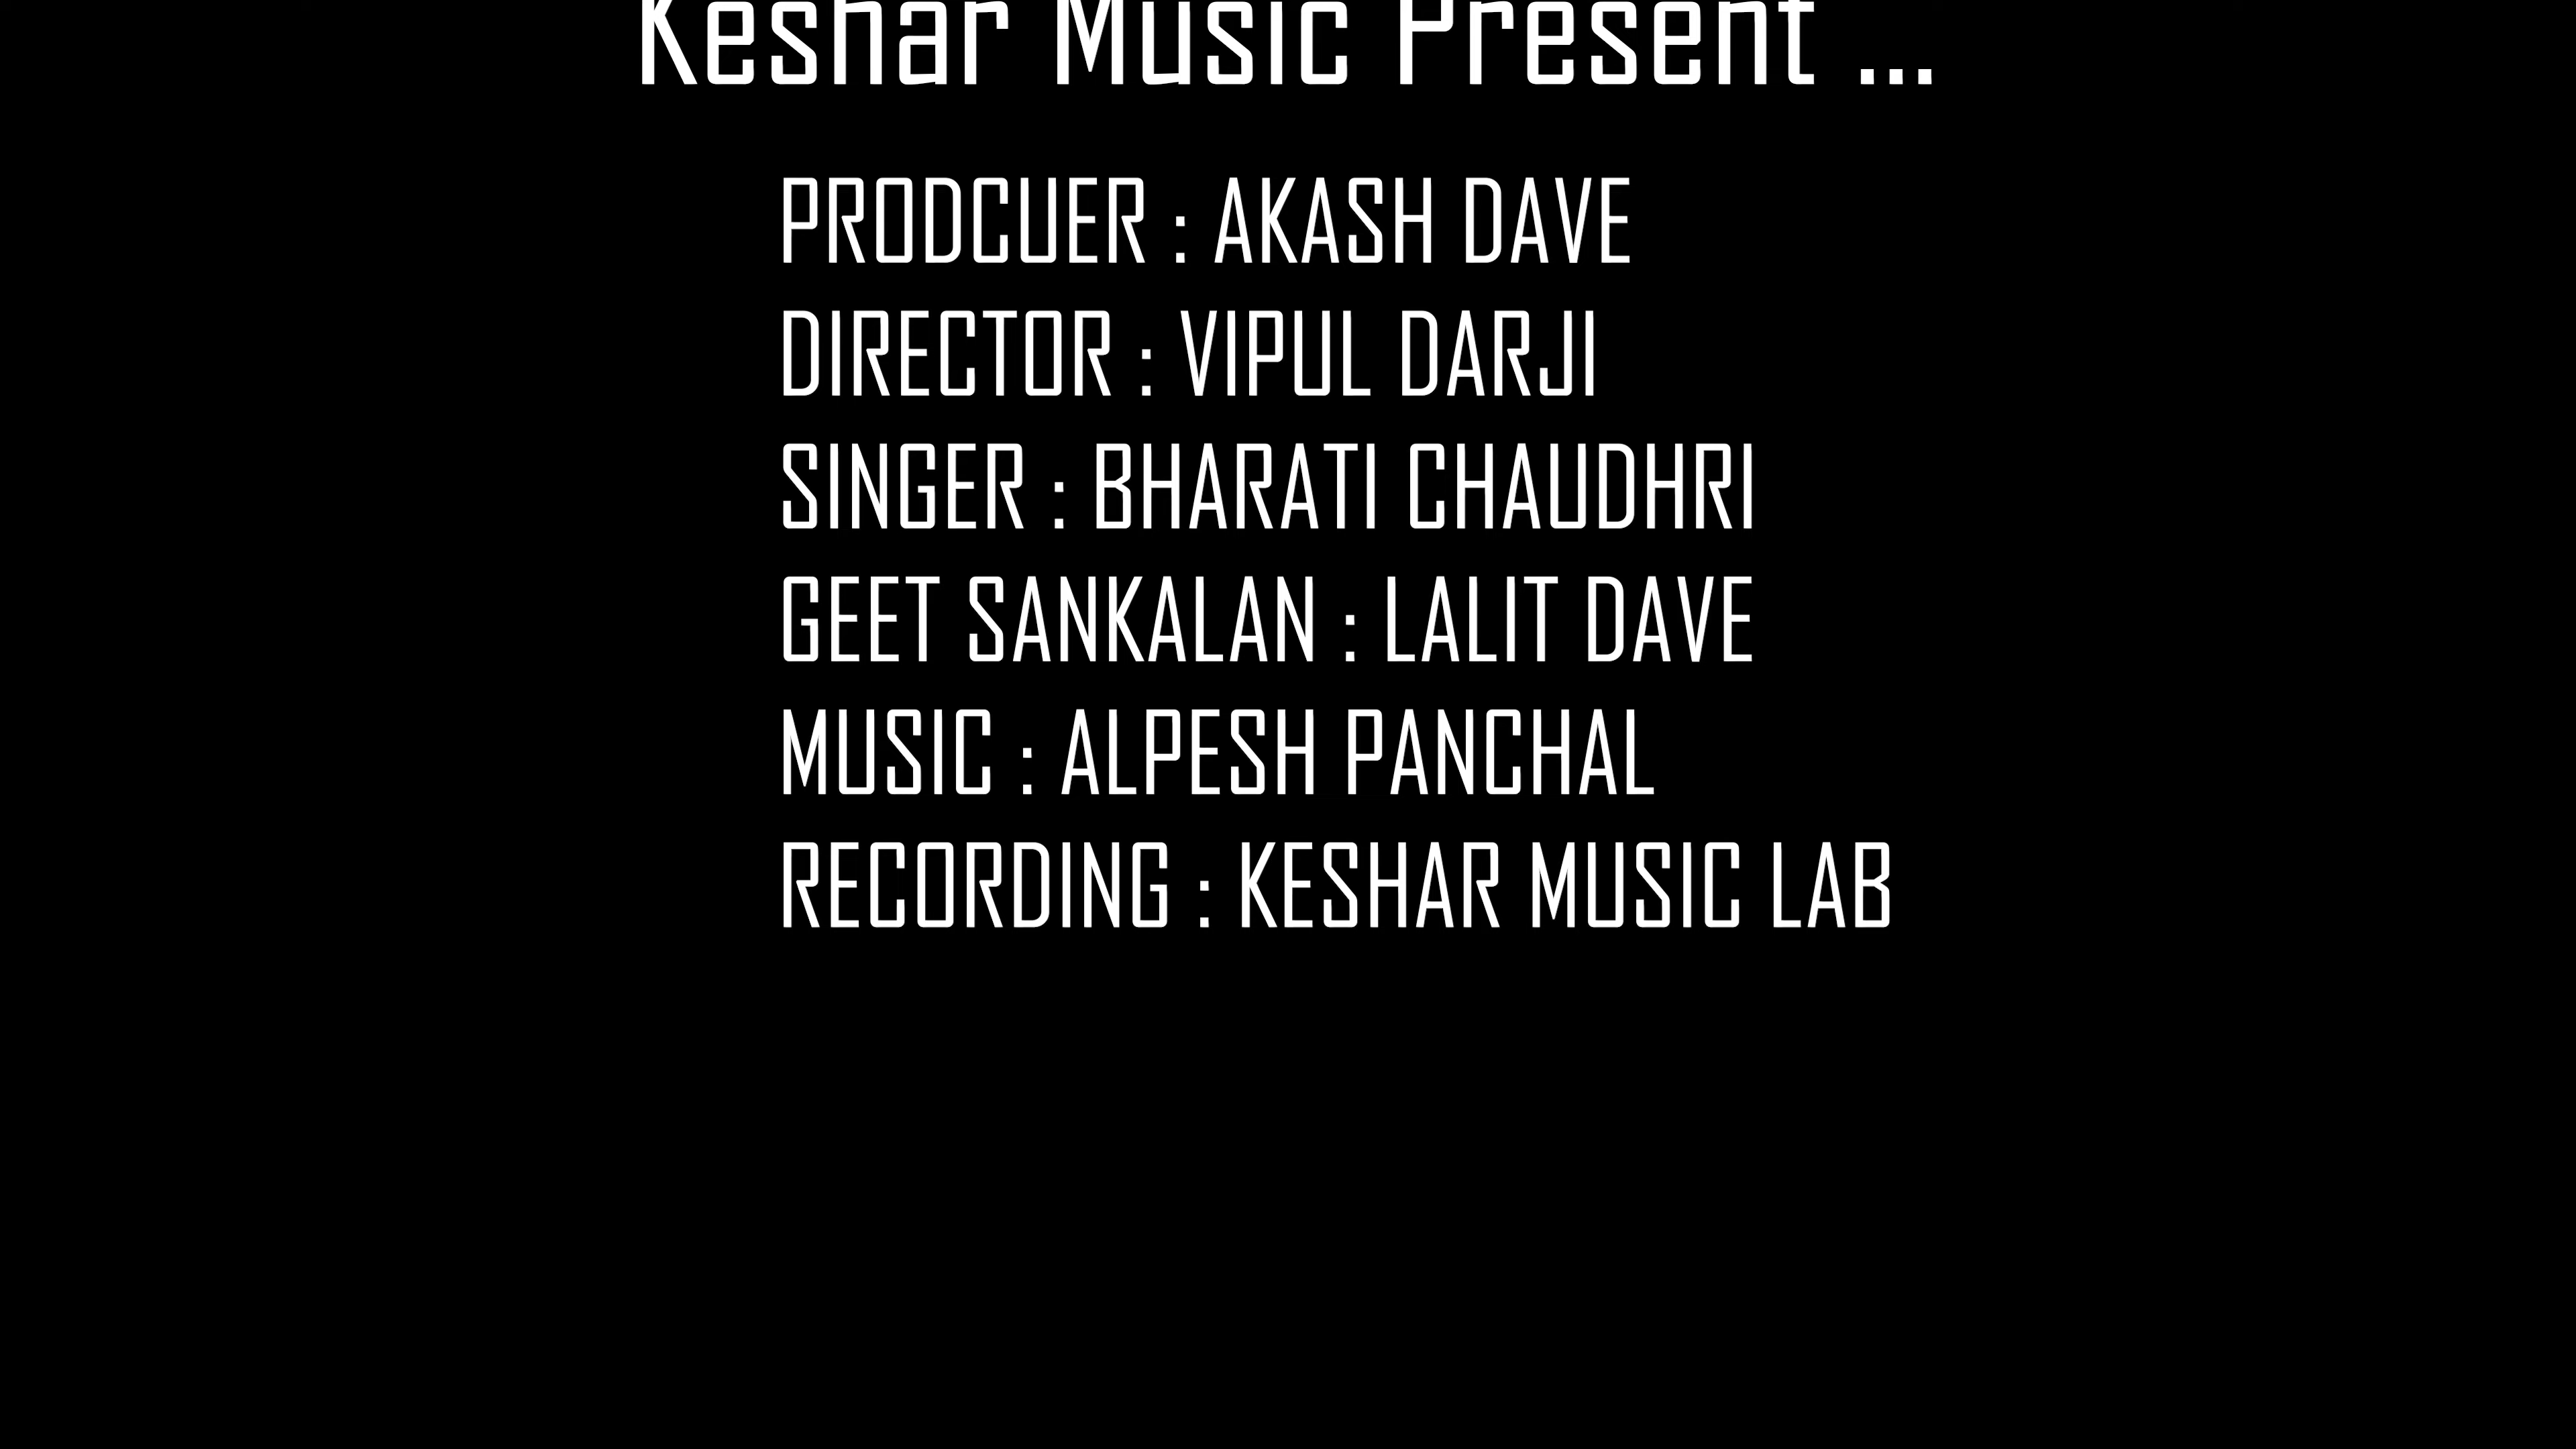 Keshar Music Present ...
PRODCUER : AKASH DAVE
DIRECTOR : VIPUL DARJI
SINGER : BHARATI CHAUDHRI
GEET SANKALAN : LALIT DAVE
MUSIC : ALPESH PANCHAL
RECORDING : KESHAR MUSIC LAB